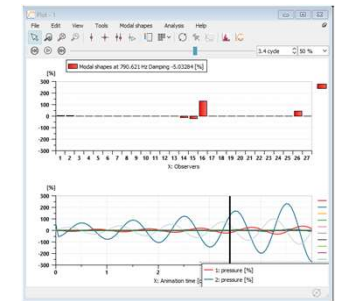 Plot - 1
File Edit View Tools Modal shapes Analysis Help
3.4 cycle 50 %
Modal shapes at 790.621 Hz Damping -5.03284 [%]
[%]
300
200
100
0
-100
-200
-300
1 2 3 4 5 6 7 8 9 10 11 12 13 14 15 16 17 18 19 20 21 22 23 24 25 26 27
X: Observers
[%]
300
200
100
0
-100
-200
-300
0 1 2
X: Animation time [c
1: pressure [%]
2: pressure [%]